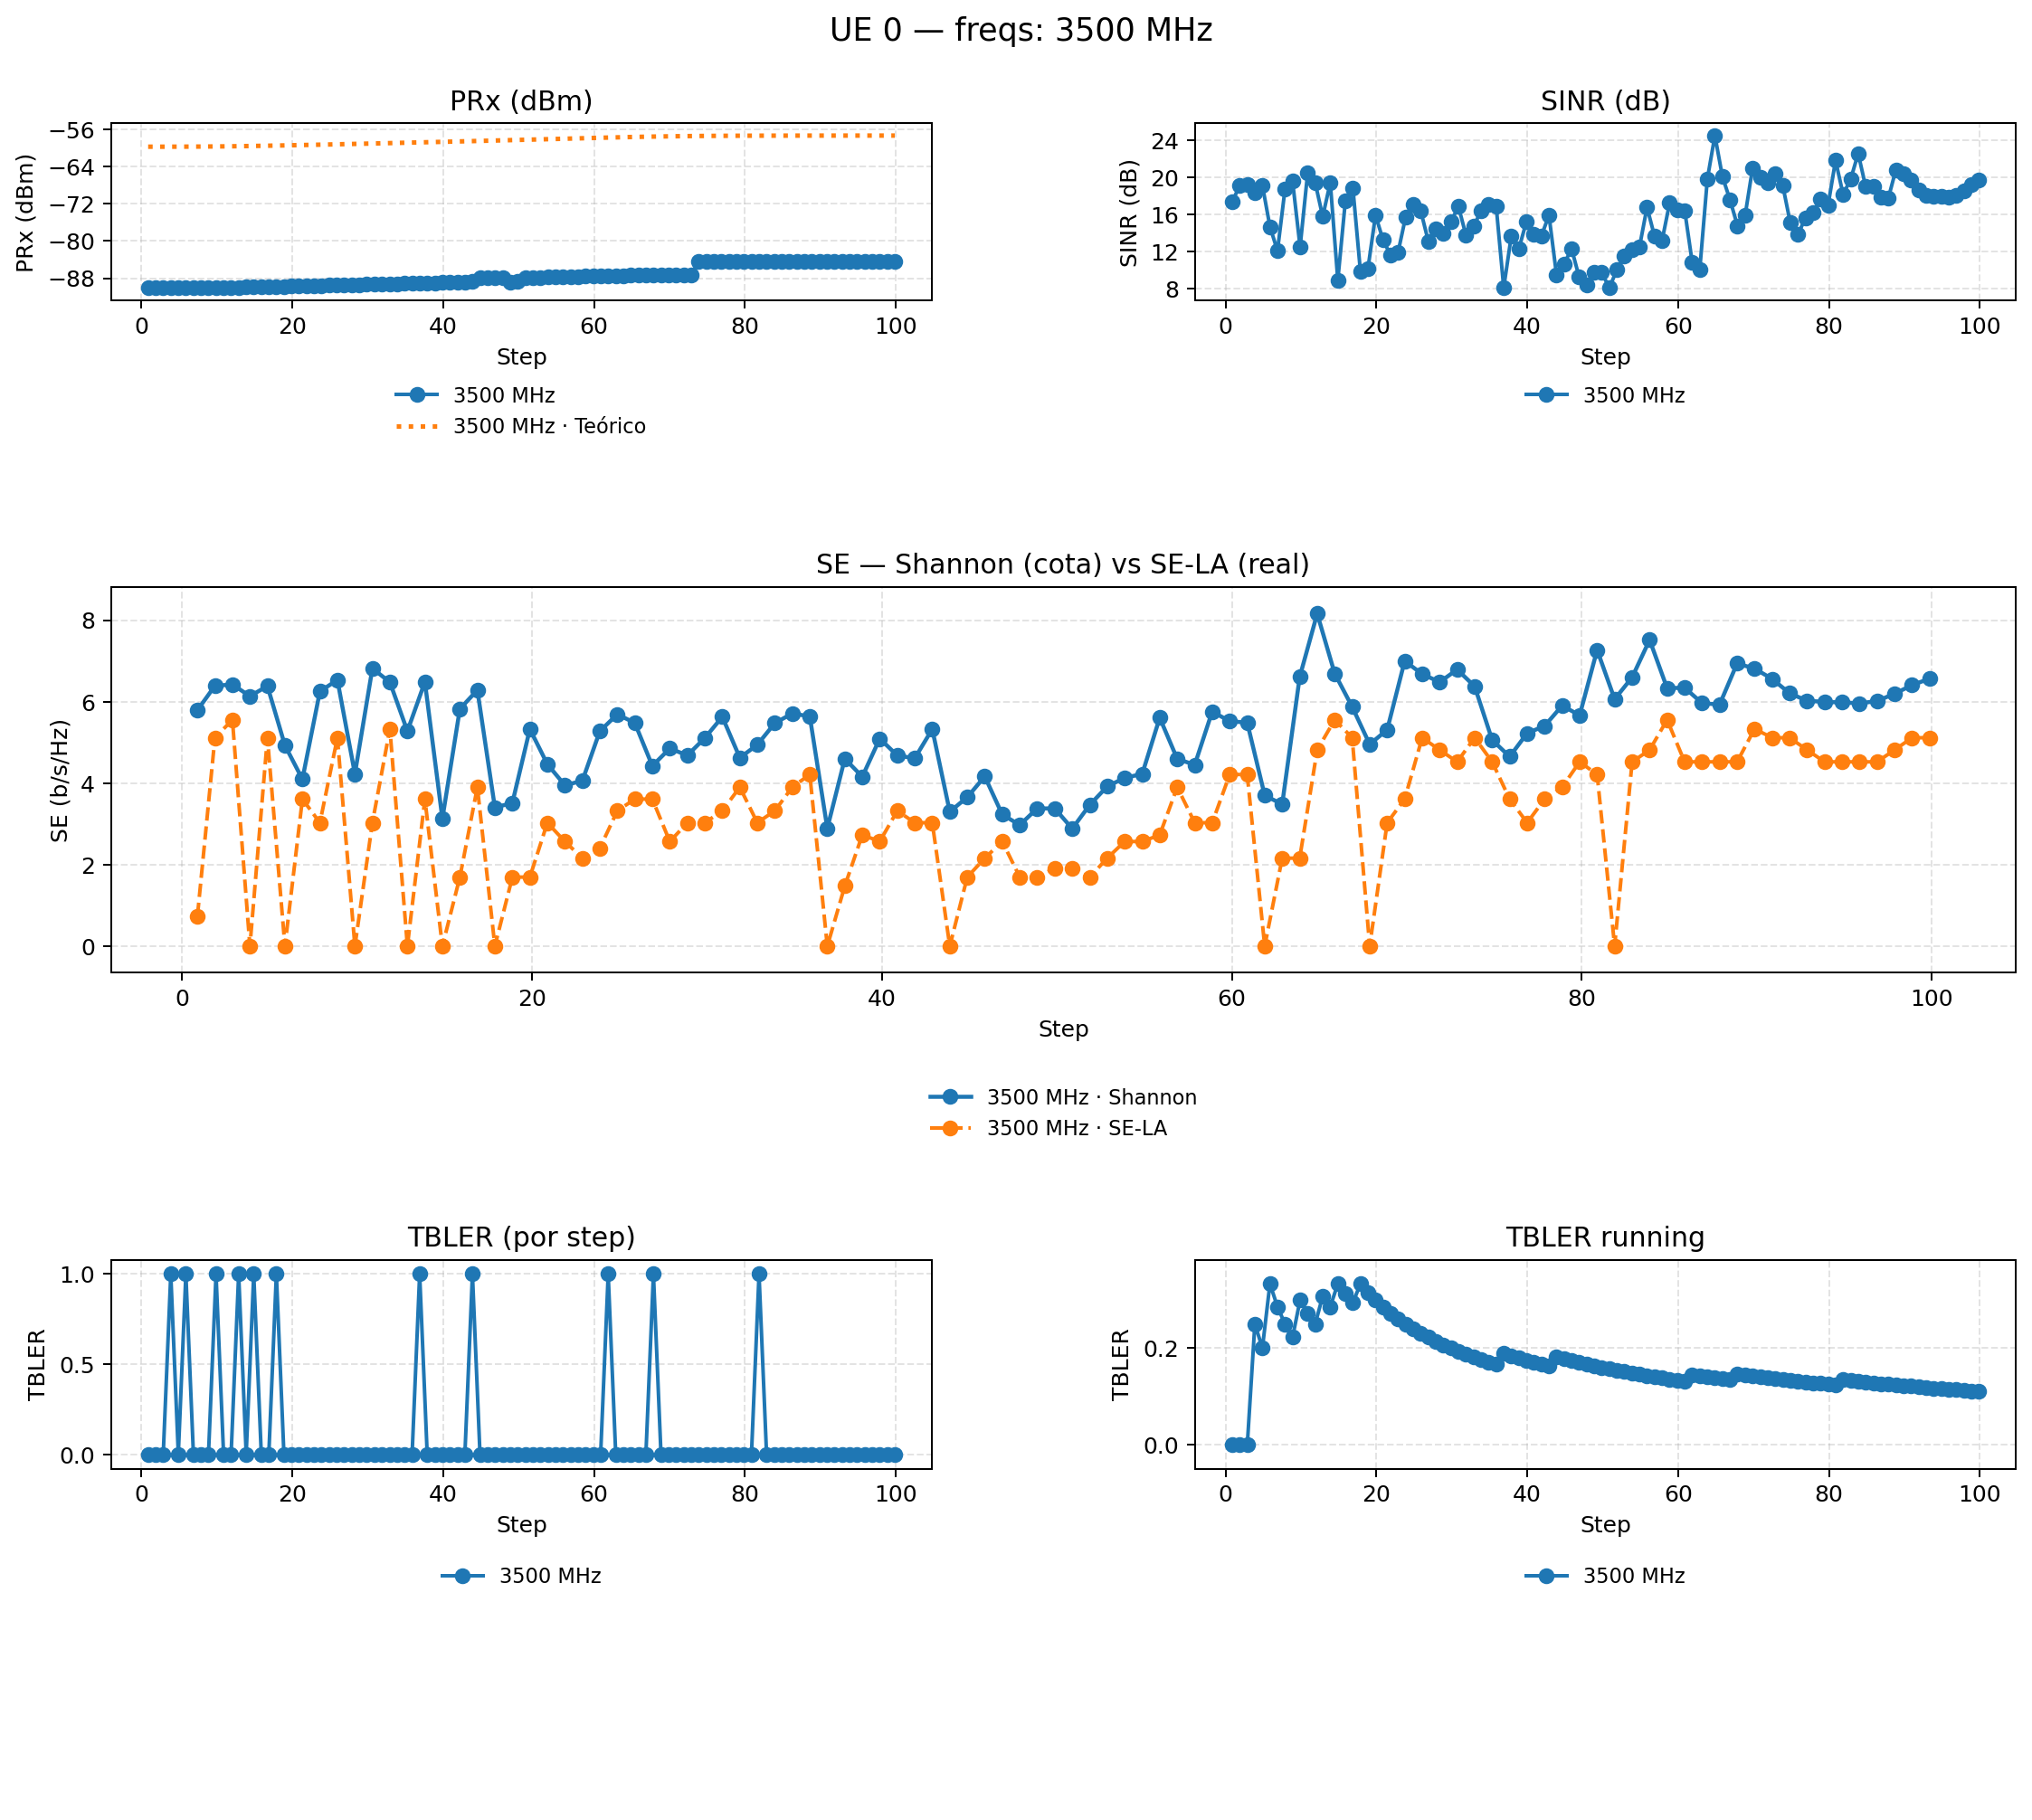 UE 0 — freqs: 3500 MHz
PRx (dBm)
PRx (dBm)
−56
−64
−72
−80
−88
0 20 40 60 80 100
Step
3500 MHz
3500 MHz · Teórico
SINR (dB)
SINR (dB)
24
20
16
12
8
0 20 40 60 80 100
Step
3500 MHz
SE — Shannon (cota) vs SE-LA (real)
SE (b/s/Hz)
8
6
4
2
0
0 20 40 60 80 100
Step
3500 MHz · Shannon
3500 MHz · SE-LA
TBLER (por step)
TBLER
1.0
0.5
0.0
0 20 40 60 80 100
Step
3500 MHz
TBLER running
TBLER
0.2
0.0
0 20 40 60 80 100
Step
3500 MHz